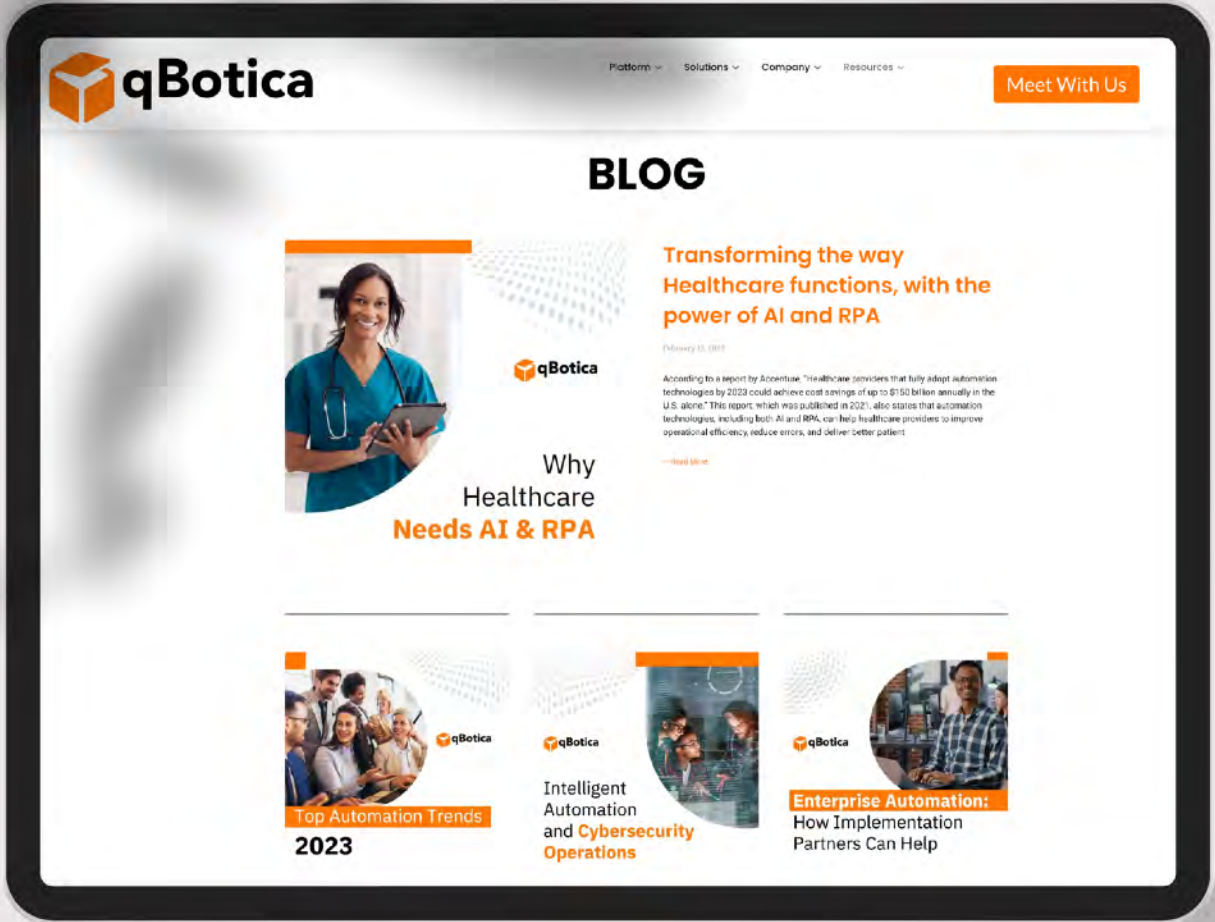 qBotica
Platform
Solutions
Company
Resources
Meet With Us
BLOG
qBotica
Why
Healthcare
Needs AI & RPA
Transforming the way
Healthcare functions, with the
power of AI and RPA
February
According to a report by Accenture, "Healthcare providers that fully adopt automation
technologies by 2023 could achieve cost savings of up to $150 billion annually in the
U.S. alone." This report, which was published in 2021, also states that automation
technologies, including both AI and RPA, can help healthcare providers to improve
operational efficiency, reduce errors, and deliver better patient
Read More
qBotica
Top Automation Trends
2023
qBotica
Intelligent
Automation
and Cybersecurity
Operations
qBotica
Enterprise Automation:
How Implementation
Partners Can Help